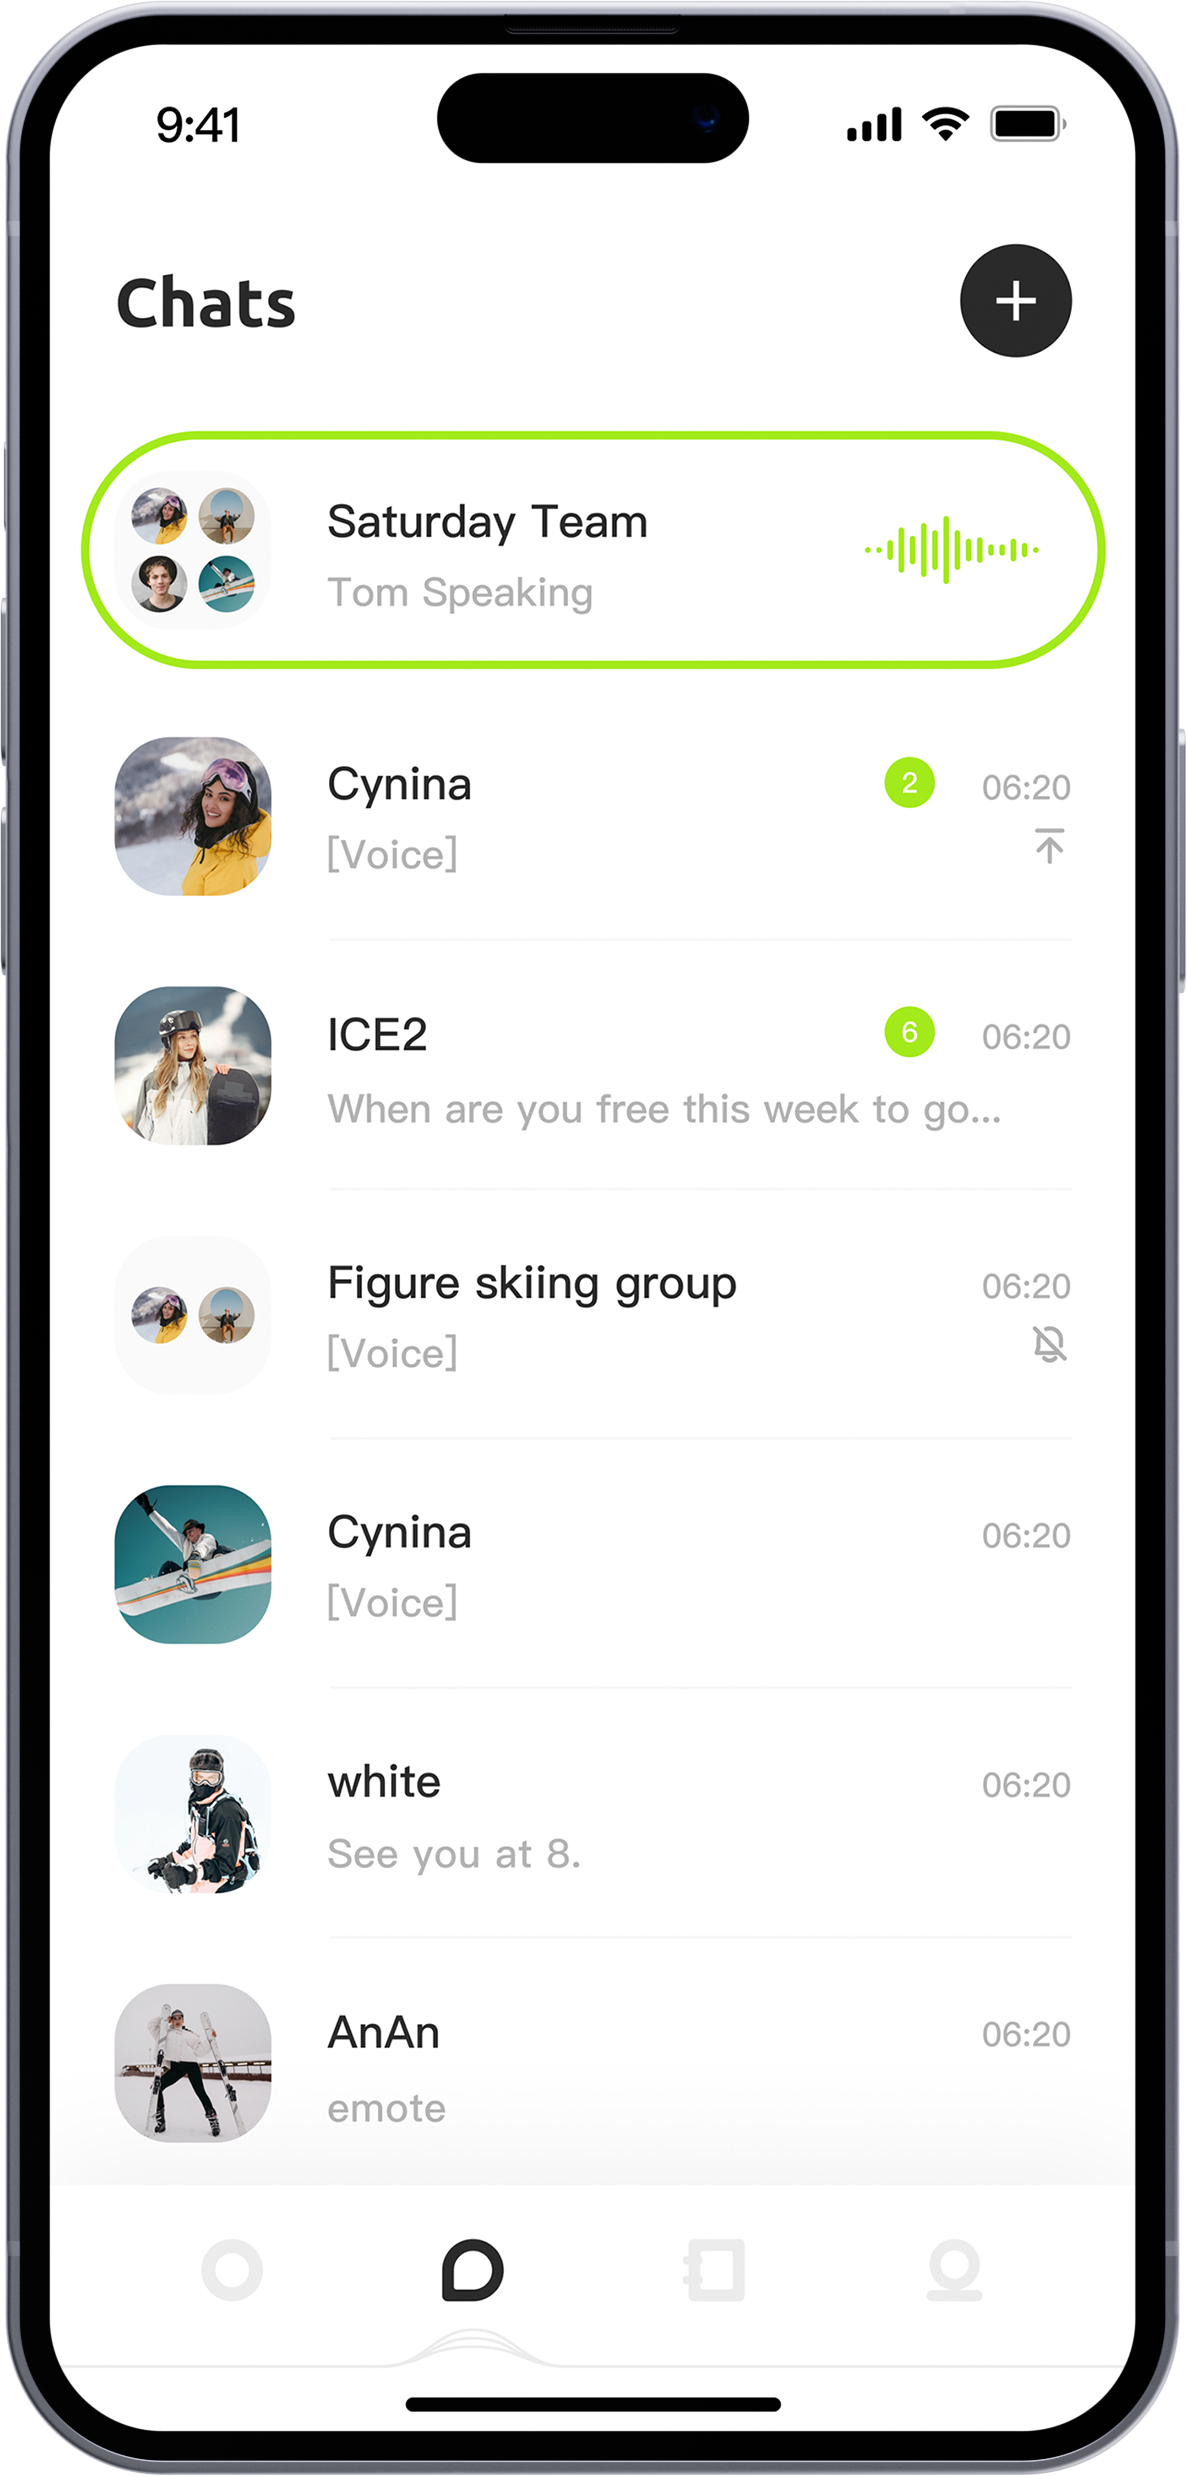 9:41
Chats
Saturday Team
Tom Speaking
Cynina
2
06:20
[Voice]
ICE2
6
06:20
When are you free this week to go...
Figure skiing group
06:20
[Voice]
Cynina
06:20
[Voice]
white
06:20
See you at 8.
AnAn
06:20
emote